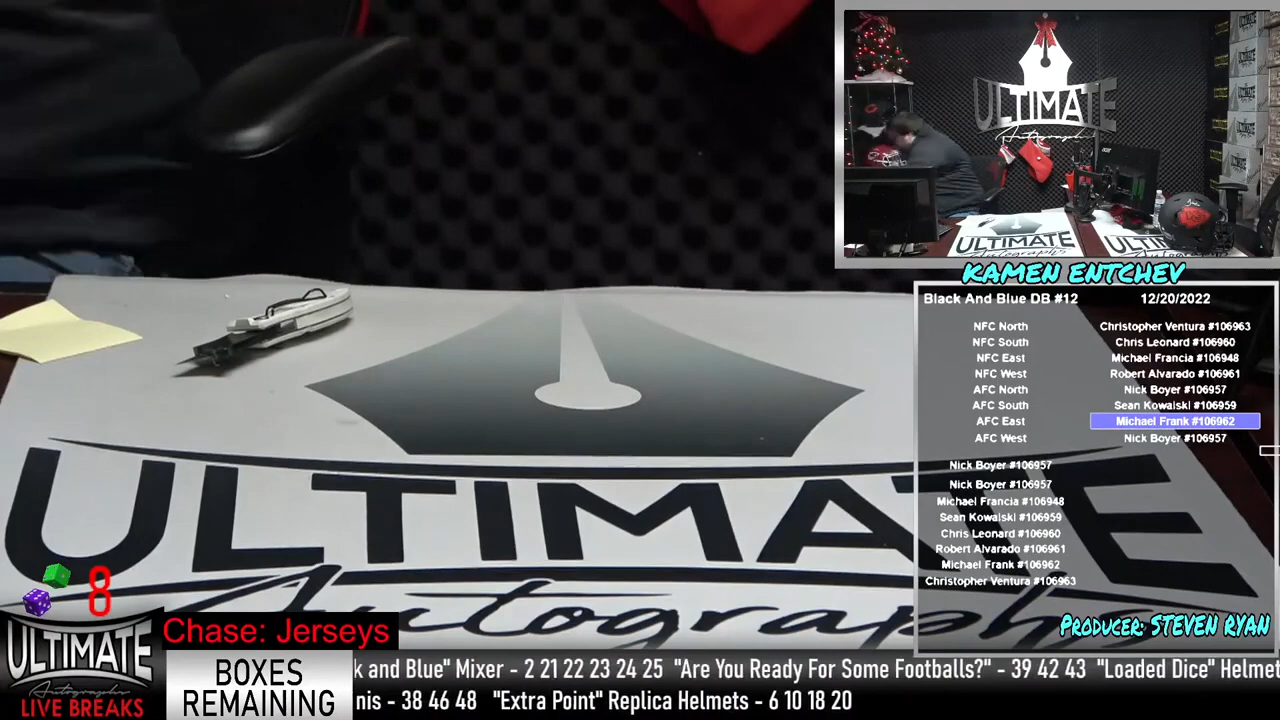 ULTIMATE
Autographs
ULTIMATE
Autographs
ULTIM
KAMEN ENTCHEV
Black And Blue DB #12 12/20/2022
NFC North Christopher Ventura #106963
NFC South Chris Leonard #106960
NFC East Michael Francia #106948
NFC West Robert Alvarado #106961
AFC North Nick Boyer #106957
AFC South Sean Kowalski #106959
AFC East Michael Frank #106962
AFC West Nick Boyer #106957
Nick Boyer #106957
Nick Boyer #106957
Michael Francia #106948
Sean Kowalski #106959
Chris Leonard #106960
Robert Alvarado #106961
Michael Frank #106962
Christopher Ventura #106963
PRODUCER: STEVEN RYAN
ULTIMATE
Autographs
8
Chase: Jerseys
ULTIMATE
Autographs
LIVE BREAKS
BOXES
REMAINING
k and Blue" Mixer - 2 21 22 23 24 25 "Are You Ready For Some Footballs?" - 39 42 43 "Loaded Dice" Helmet
nis - 38 46 48 "Extra Point" Replica Helmets - 6 10 18 20